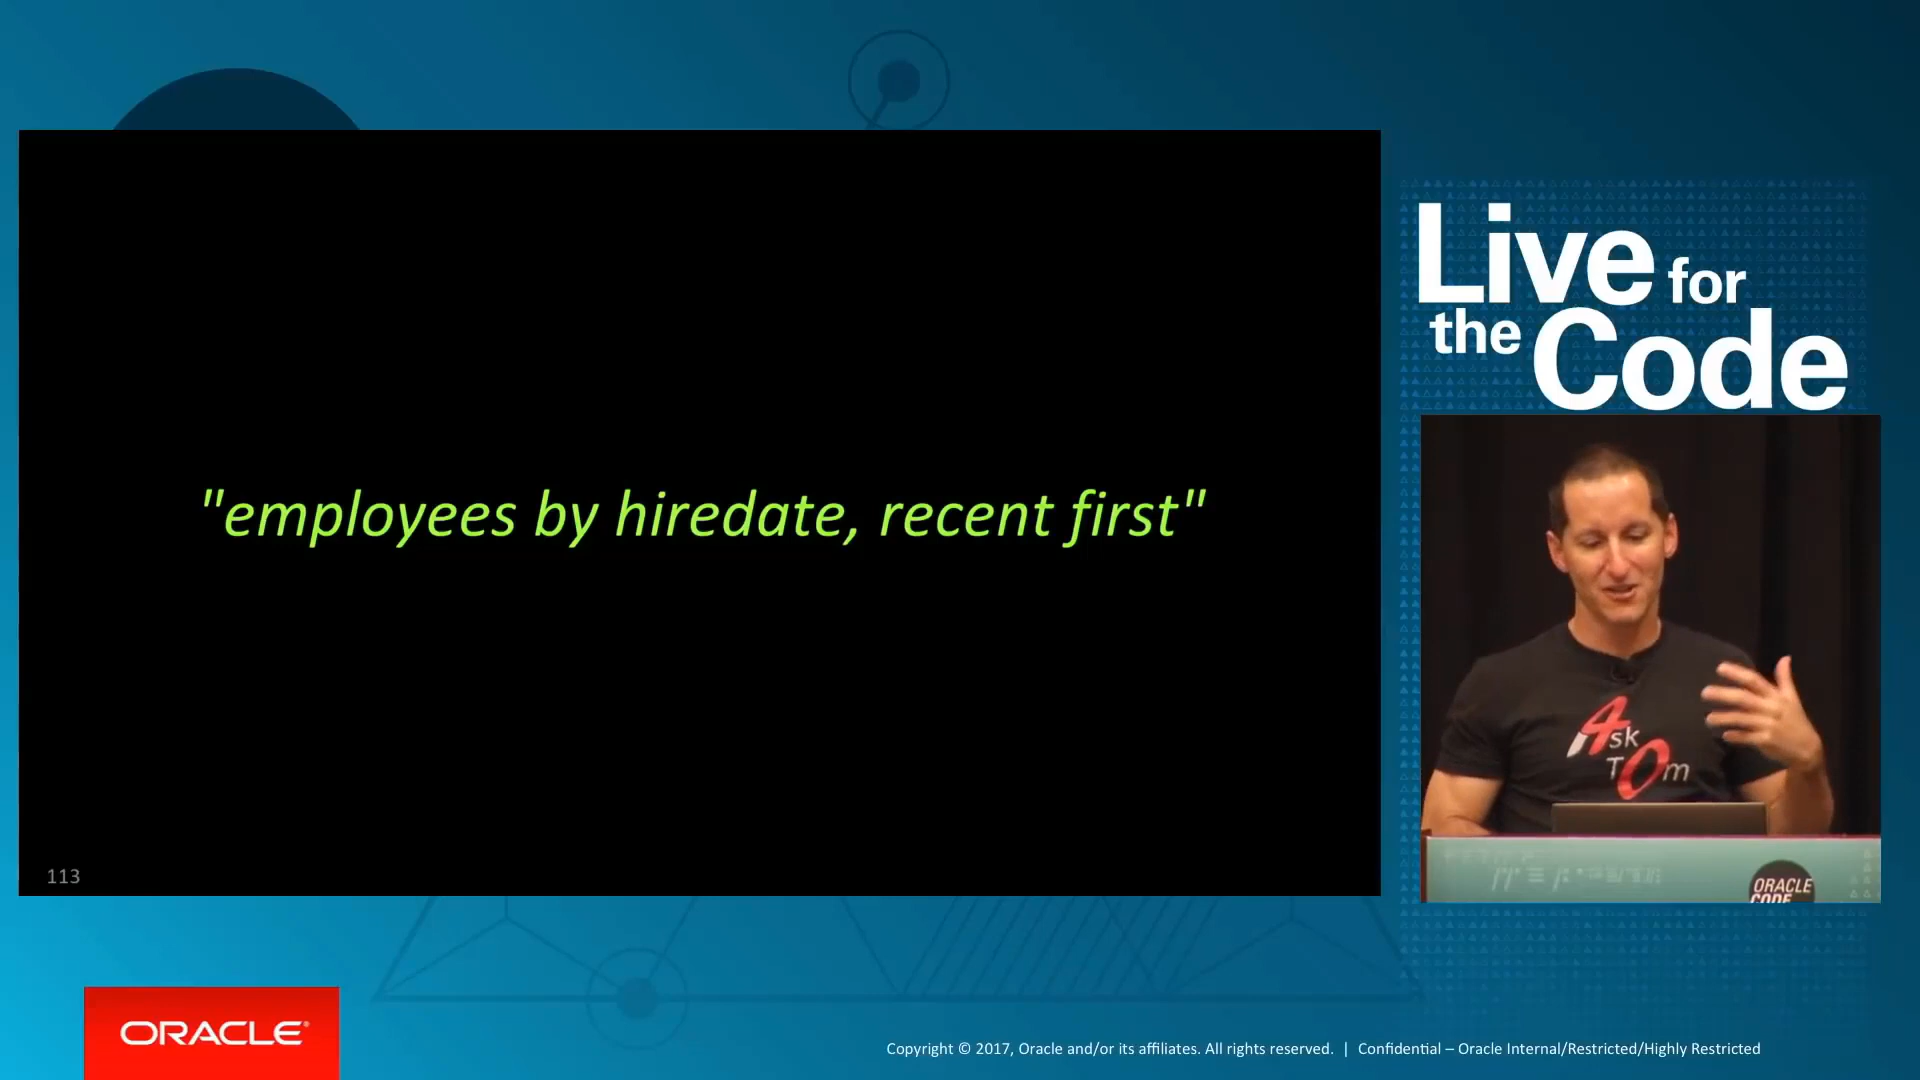 "employees by hiredate, recent first"
113
Live for
the Code
Ask
TOm
ORACLE
CODE
ORACLE
Copyright © 2017, Oracle and/or its affiliates. All rights reserved. | Confidential – Oracle Internal/Restricted/Highly Restricted